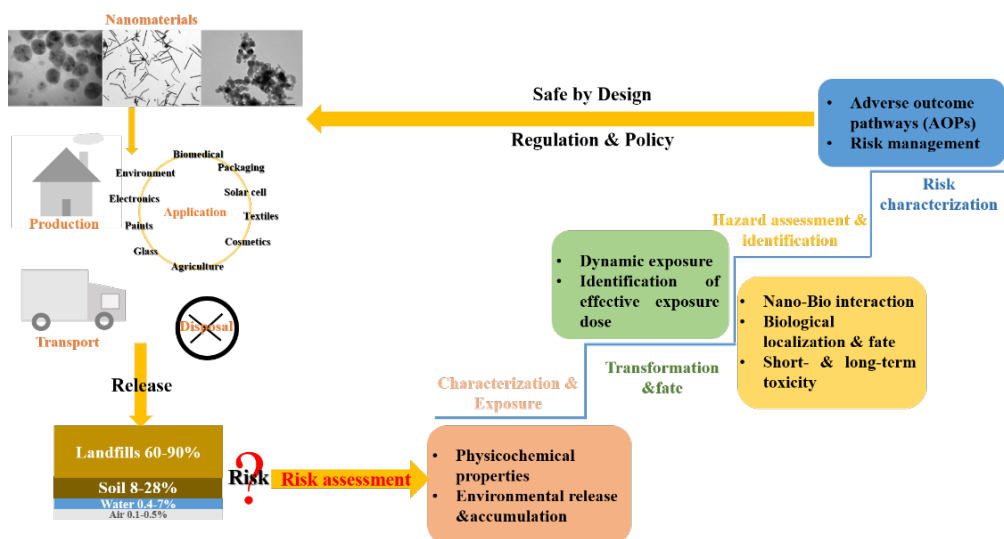 Nanomaterials
Production
Biomedical
Packaging
Environment
Solar cell
Electronics
Application
Textiles
Paints
Cosmetics
Glass
Agriculture
Transport
Disposal
Release
Landfills 60-90%
Soil 8-28%
Water 0.4-7%
Air 0.1-0.5%
Risk
?
Risk assessment
Characterization &
Exposure
• Physicochemical
properties
• Environmental release
&accumulation
• Dynamic exposure
• Identification of
effective exposure
dose
Transformation
&fate
Hazard assessment &
identification
• Nano-Bio interaction
• Biological
localization & fate
• Short- & long-term
toxicity
• Adverse outcome
pathways (AOPs)
• Risk management
Risk
characterization
Safe by Design
Regulation & Policy